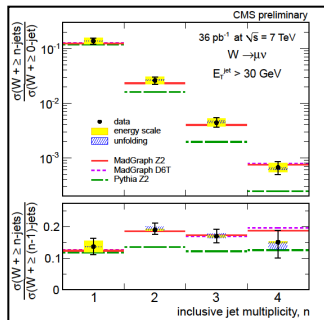 CMS preliminary
σ(W + ≥ n-jets)
σ(W + ≥ 0-jet)
36 pb⁻¹ at √s = 7 TeV
W → μν
E_T^jet > 30 GeV
10⁻¹
10⁻²
10⁻³
data
energy scale
unfolding
MadGraph Z2
MadGraph D6T
Pythia Z2
σ(W + ≥ n-jets)
σ(W + ≥ (n-1)-jets)
0.2
0.1
0
1 2 3 4
inclusive jet multiplicity, n